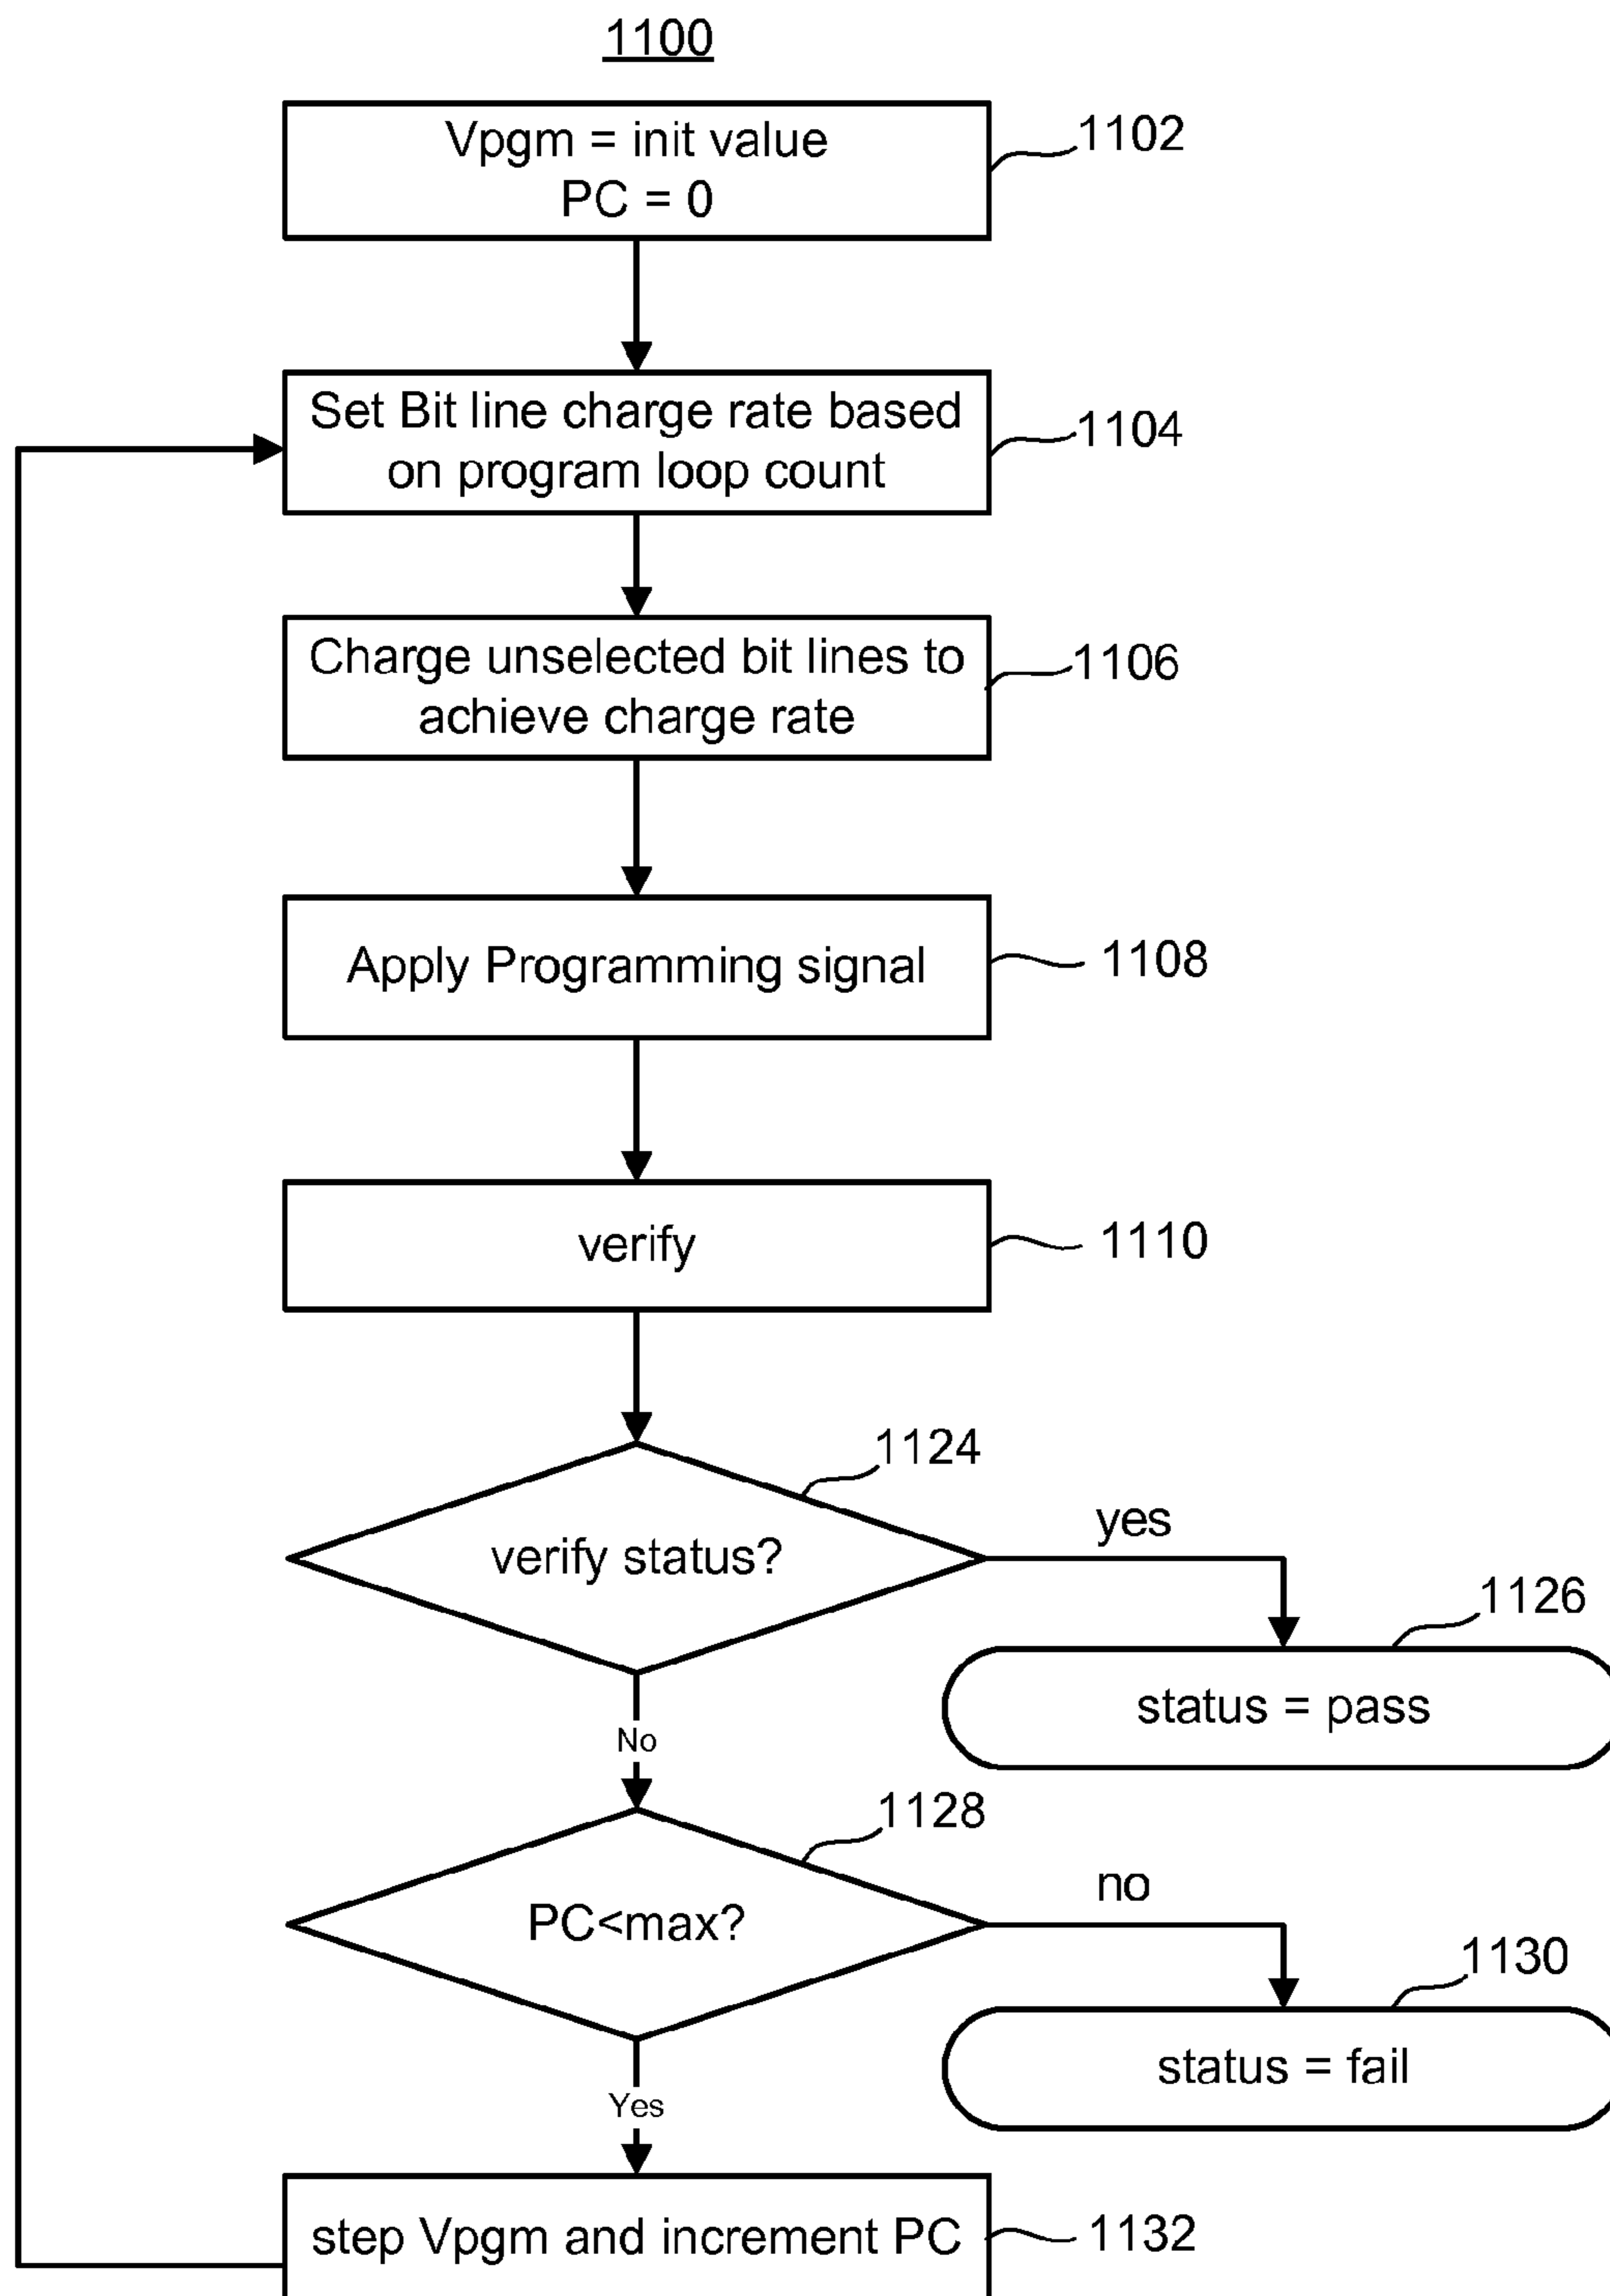 1100
Vpgm = init value
PC = 0
1102
Set Bit line charge rate based
on program loop count
1104
Charge unselected bit lines to
achieve charge rate
1106
Apply Programming signal
1108
verify
1110
1124
verify status?
yes
1126
status = pass
No
1128
PC<max?
no
1130
status = fail
Yes
step Vpgm and increment PC
1132